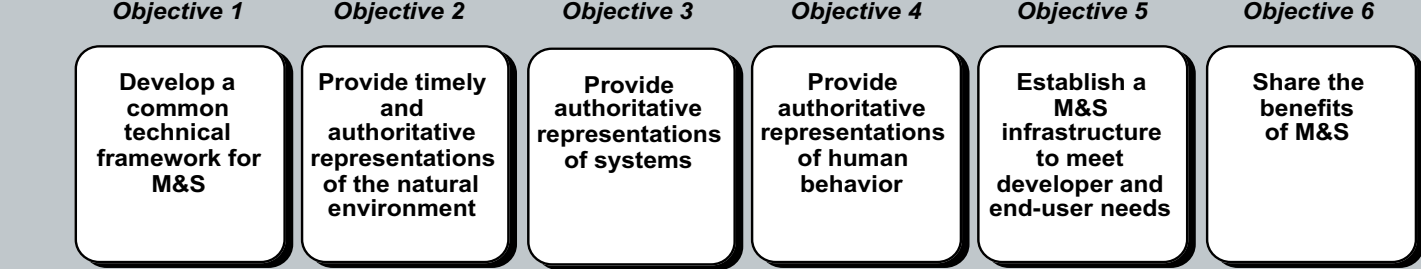 Objective 1
Objective 2
Objective 3
Objective 4
Objective 5
Objective 6
Develop a
common
technical
framework for
M&S
Provide timely
and
authoritative
representations
of the natural
environment
Provide
authoritative
representations
of systems
Provide
authoritative
representations
of human
behavior
Establish a
M&S
infrastructure
to meet
developer and
end-user needs
Share the
benefits
of M&S